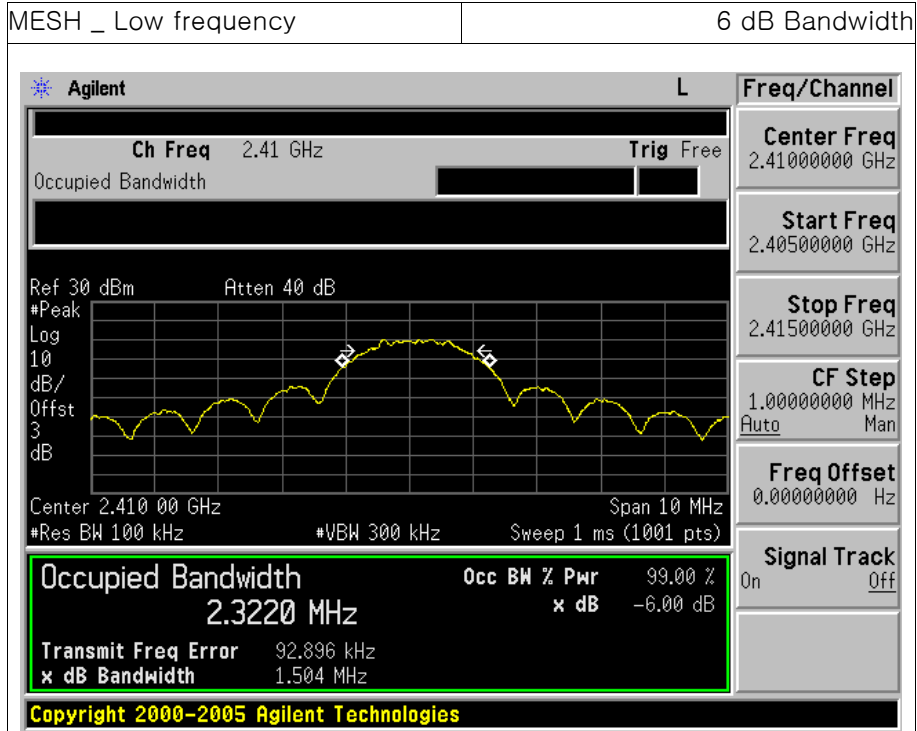 MESH _ Low frequency
6 dB Bandwidth
Agilent
L
Freq/Channel
Ch Freq 2.41 GHz
Trig Free
Occupied Bandwidth
Center Freq
2.41000000 GHz
Start Freq
2.40500000 GHz
Stop Freq
2.41500000 GHz
CF Step
1.00000000 MHz
Auto Man
Freq Offset
0.00000000 Hz
Signal Track
On Off
Ref 30 dBm
Atten 40 dB
#Peak
Log
10
dB/
Offst
3
dB
Center 2.410 00 GHz
Span 10 MHz
#Res BW 100 kHz
#VBW 300 kHz
Sweep 1 ms (1001 pts)
Occupied Bandwidth
2.3220 MHz
Occ BW % Pwr 99.00 %
x dB -6.00 dB
Transmit Freq Error 92.896 kHz
x dB Bandwidth 1.504 MHz
Copyright 2000-2005 Agilent Technologies